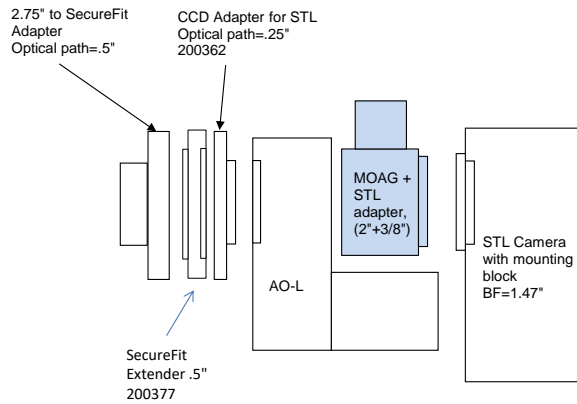 2.75" to SecureFit
Adapter
Optical path=.5"
CCD Adapter for STL
Optical path=.25"
200362
MOAG +
STL
adapter,
(2"+3/8")
STL Camera
with mounting
block
BF=1.47"
AO-L
SecureFit
Extender .5"
200377